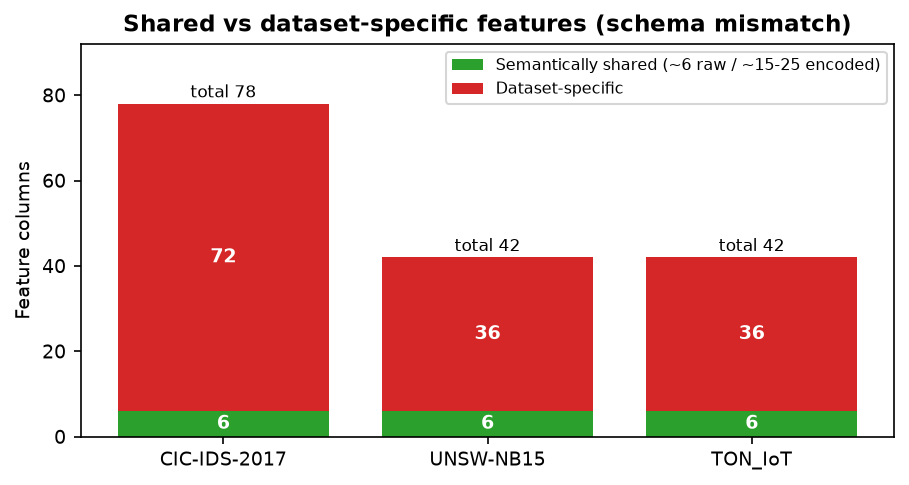 Shared vs dataset-specific features (schema mismatch)
Semantically shared (~6 raw / ~15-25 encoded)
Dataset-specific
Feature columns
80
60
40
20
0
total 78
72
6
total 42
36
6
total 42
36
6
CIC-IDS-2017
UNSW-NB15
TON_IoT